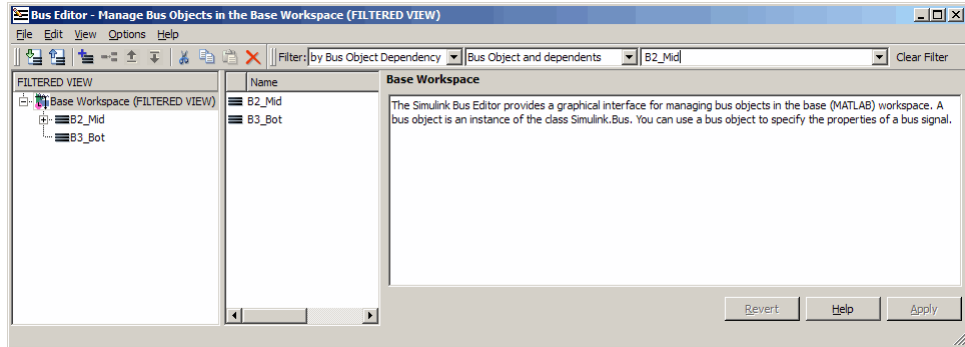 Bus Editor - Manage Bus Objects in the Base Workspace (FILTERED VIEW)
File Edit View Options Help
Filter: by Bus Object Dependency Bus Object and dependents B2_Mid Clear Filter
FILTERED VIEW
Base Workspace (FILTERED VIEW)
B2_Mid
B3_Bot
Name
B2_Mid
B3_Bot
Base Workspace
The Simulink Bus Editor provides a graphical interface for managing bus objects in the base (MATLAB) workspace. A
bus object is an instance of the class Simulink.Bus. You can use a bus object to specify the properties of a bus signal.
Revert Help Apply